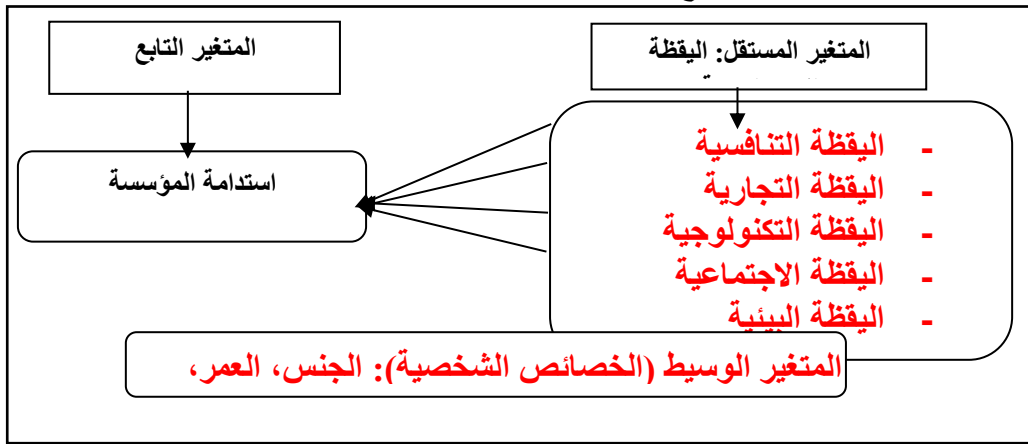 المتغير المستقل: اليقظة
المتغير التابع
- اليقظة التنافسية
- اليقظة التجارية
- اليقظة التكنولوجية
- اليقظة الاجتماعية
- اليقظة البيئية
استدامة المؤسسة
المتغير الوسيط (الخصائص الشخصية): الجنس، العمر،